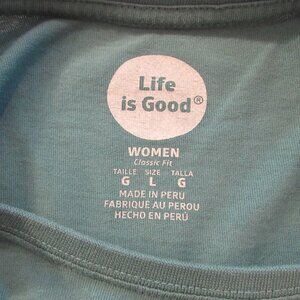 Life
is Good®
WOMEN
Classic Fit
TAILLE SIZE TALLA
G L G
MADE IN PERU
FABRIQUÉ AU PEROU
HECHO EN PERÚ